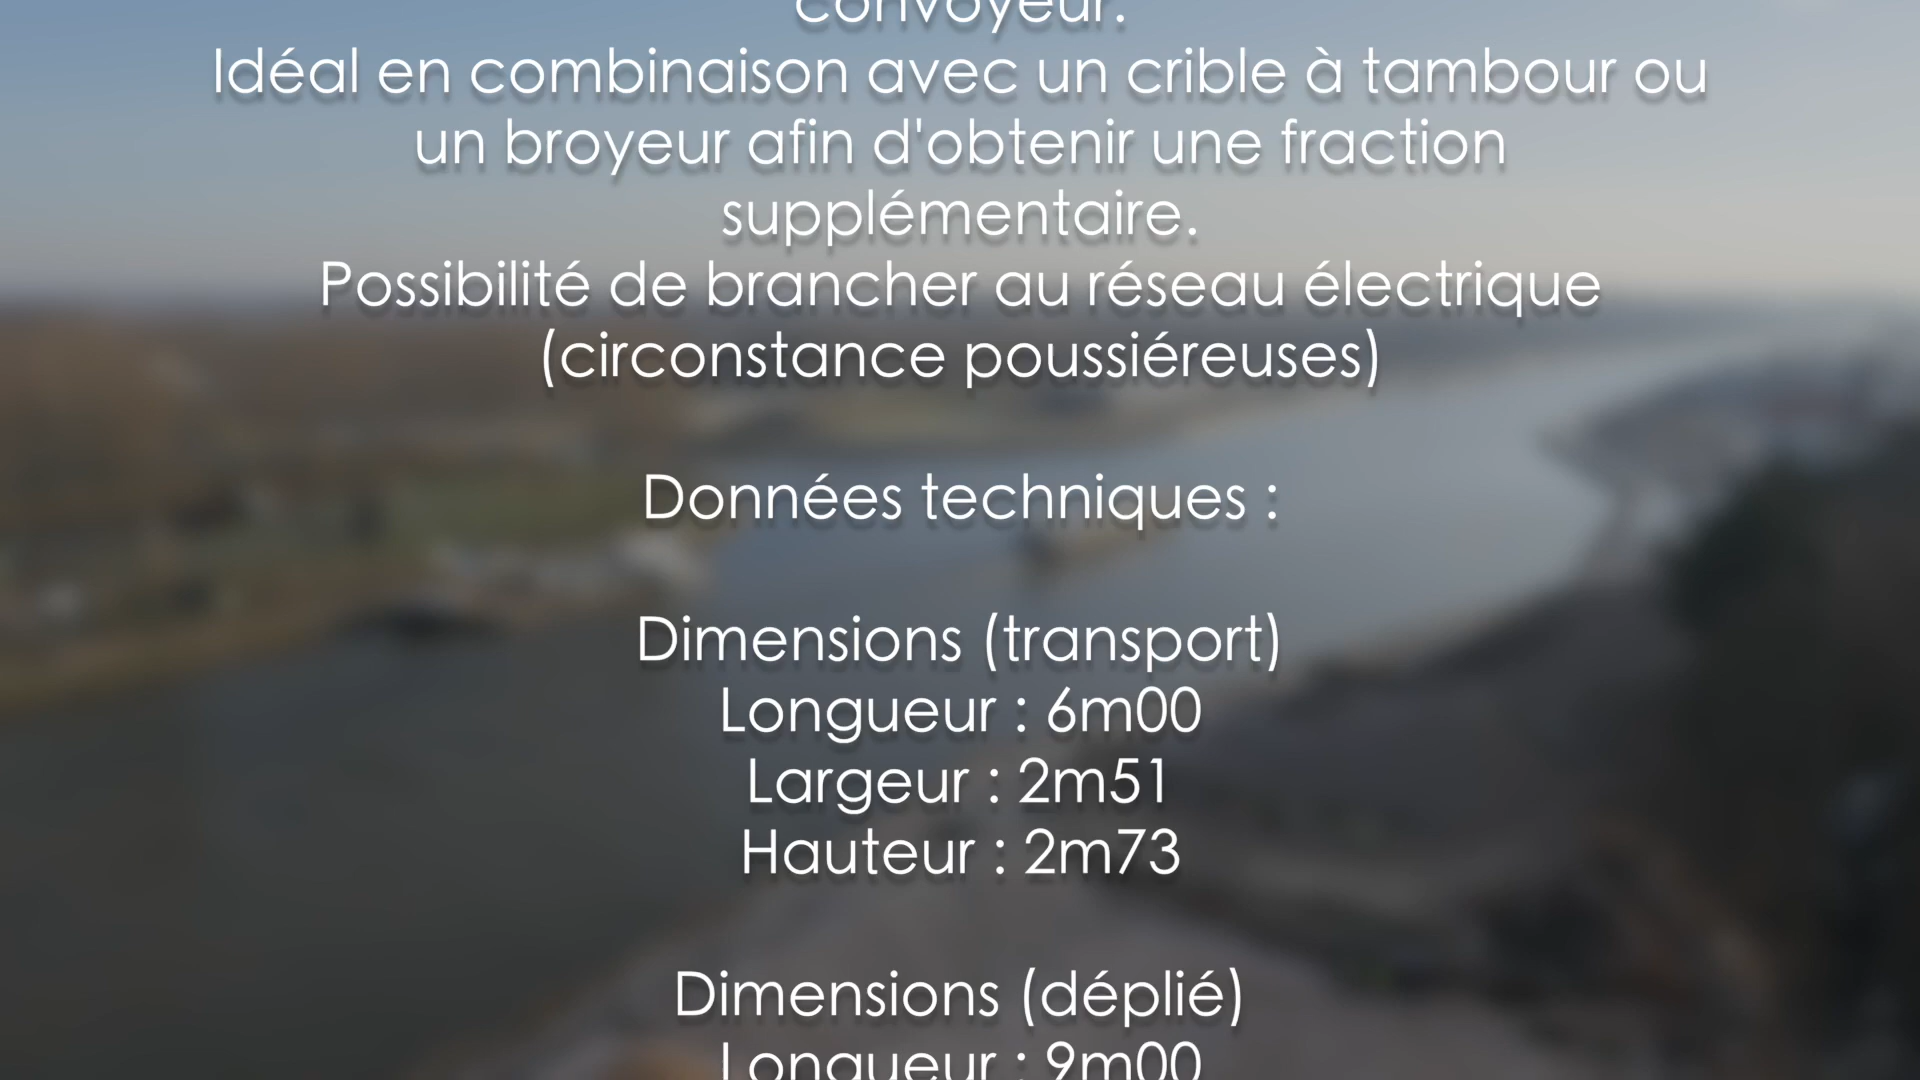 convoyeur.
Idéal en combinaison avec un crible à tambour ou
un broyeur afin d'obtenir une fraction
supplémentaire.
Possibilité de brancher au réseau électrique
(circonstance poussiéreuses)
Données techniques :
Dimensions (transport)
Longueur : 6m00
Largeur : 2m51
Hauteur : 2m73
Dimensions (déplié)
Longueur : 9m00